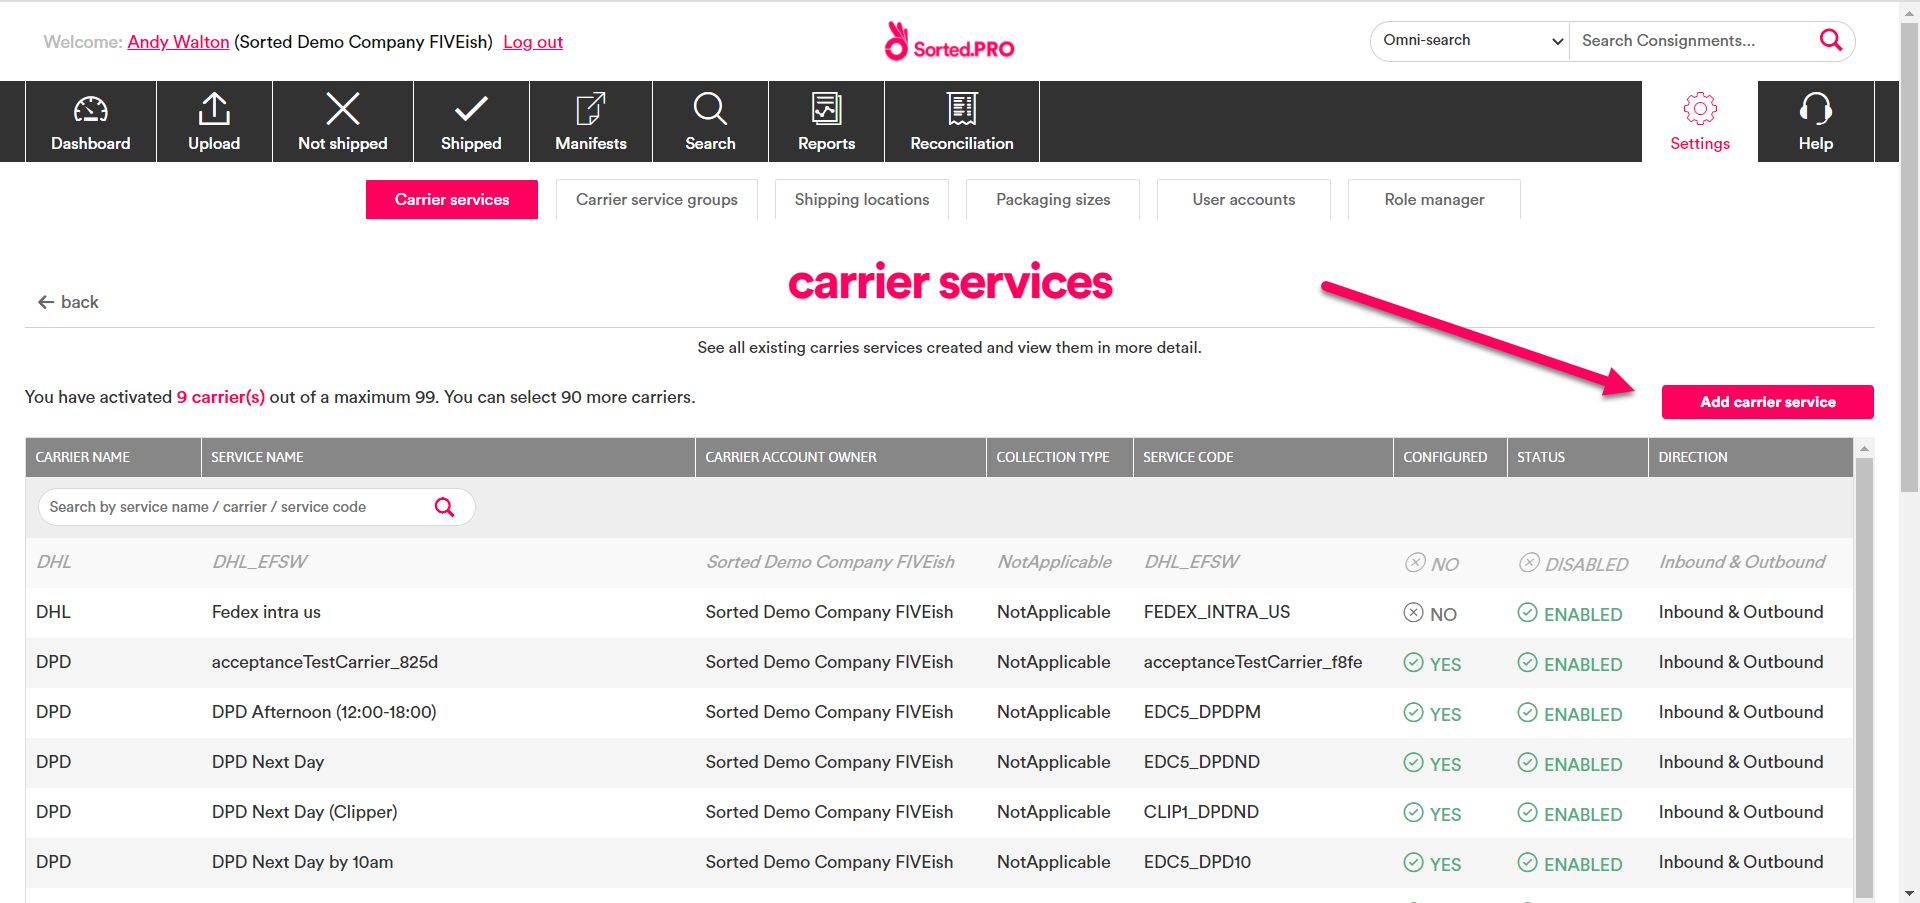 Welcome: Andy Walton (Sorted Demo Company FIVEish) Log out
Sorted.PRO
Omni-search Search Consignments...
Dashboard Upload Not shipped Shipped Manifests Search Reports Reconciliation Settings Help
Carrier services Carrier service groups Shipping locations Packaging sizes User accounts Role manager
carrier services
back
See all existing carries services created and view them in more detail.
You have activated 9 carrier(s) out of a maximum 99. You can select 90 more carriers.
Add carrier service
CARRIER NAME SERVICE NAME CARRIER ACCOUNT OWNER COLLECTION TYPE SERVICE CODE CONFIGURED STATUS DIRECTION
Search by service name / carrier / service code
DHL DHL_EFSW Sorted Demo Company FIVEish NotApplicable DHL_EFSW NO DISABLED Inbound & Outbound
DHL Fedex intra us Sorted Demo Company FIVEish NotApplicable FEDEX_INTRA_US NO ENABLED Inbound & Outbound
DPD acceptanceTestCarrier_825d Sorted Demo Company FIVEish NotApplicable acceptanceTestCarrier_f8fe YES ENABLED Inbound & Outbound
DPD DPD Afternoon (12:00-18:00) Sorted Demo Company FIVEish NotApplicable EDC5_DPDPM YES ENABLED Inbound & Outbound
DPD DPD Next Day Sorted Demo Company FIVEish NotApplicable EDC5_DPDND YES ENABLED Inbound & Outbound
DPD DPD Next Day (Clipper) Sorted Demo Company FIVEish NotApplicable CLIP1_DPDND YES ENABLED Inbound & Outbound
DPD DPD Next Day by 10am Sorted Demo Company FIVEish NotApplicable EDC5_DPD10 YES ENABLED Inbound & Outbound